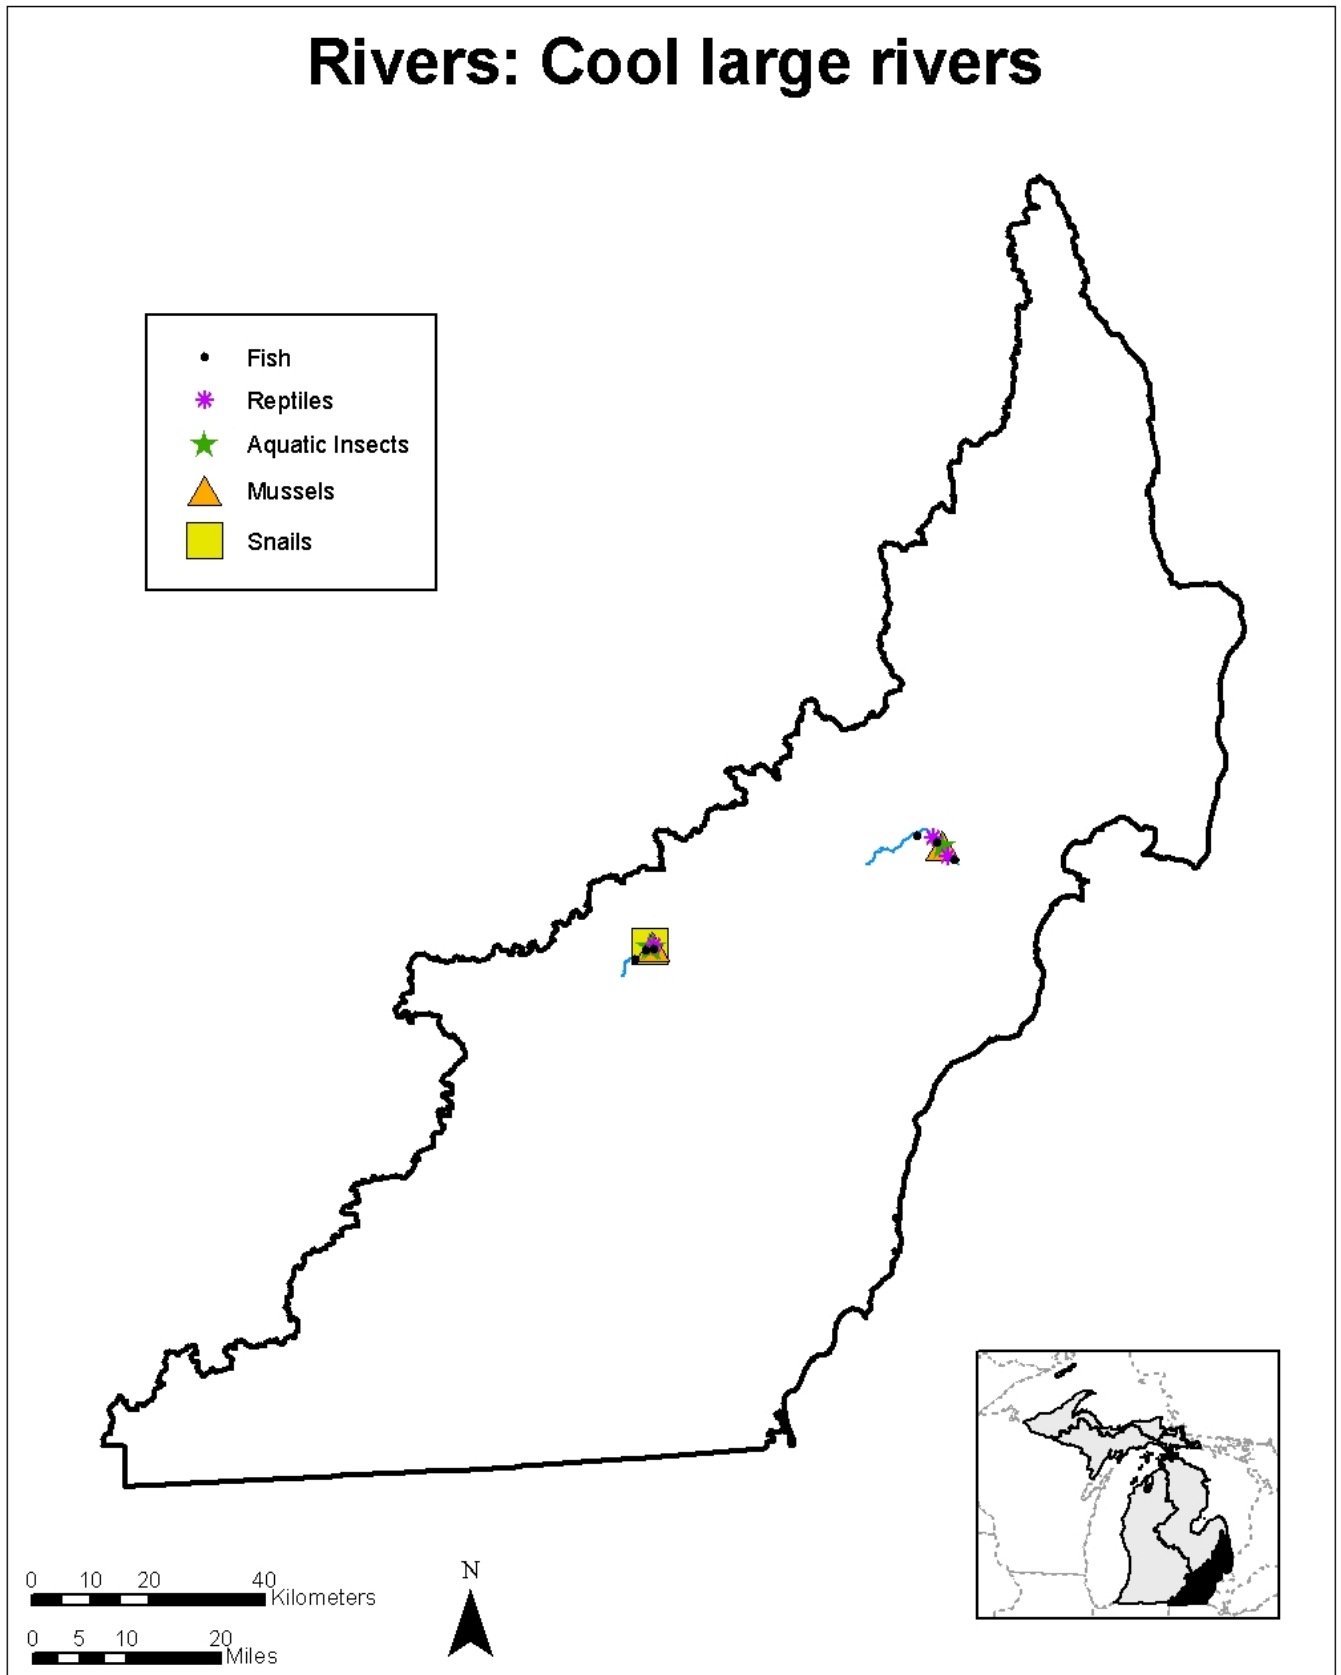 Rivers: Cool large rivers
Fish
Reptiles
Aquatic Insects
Mussels
Snails
0 10 20 40
Kilometers
0 5 10 20
Miles
N